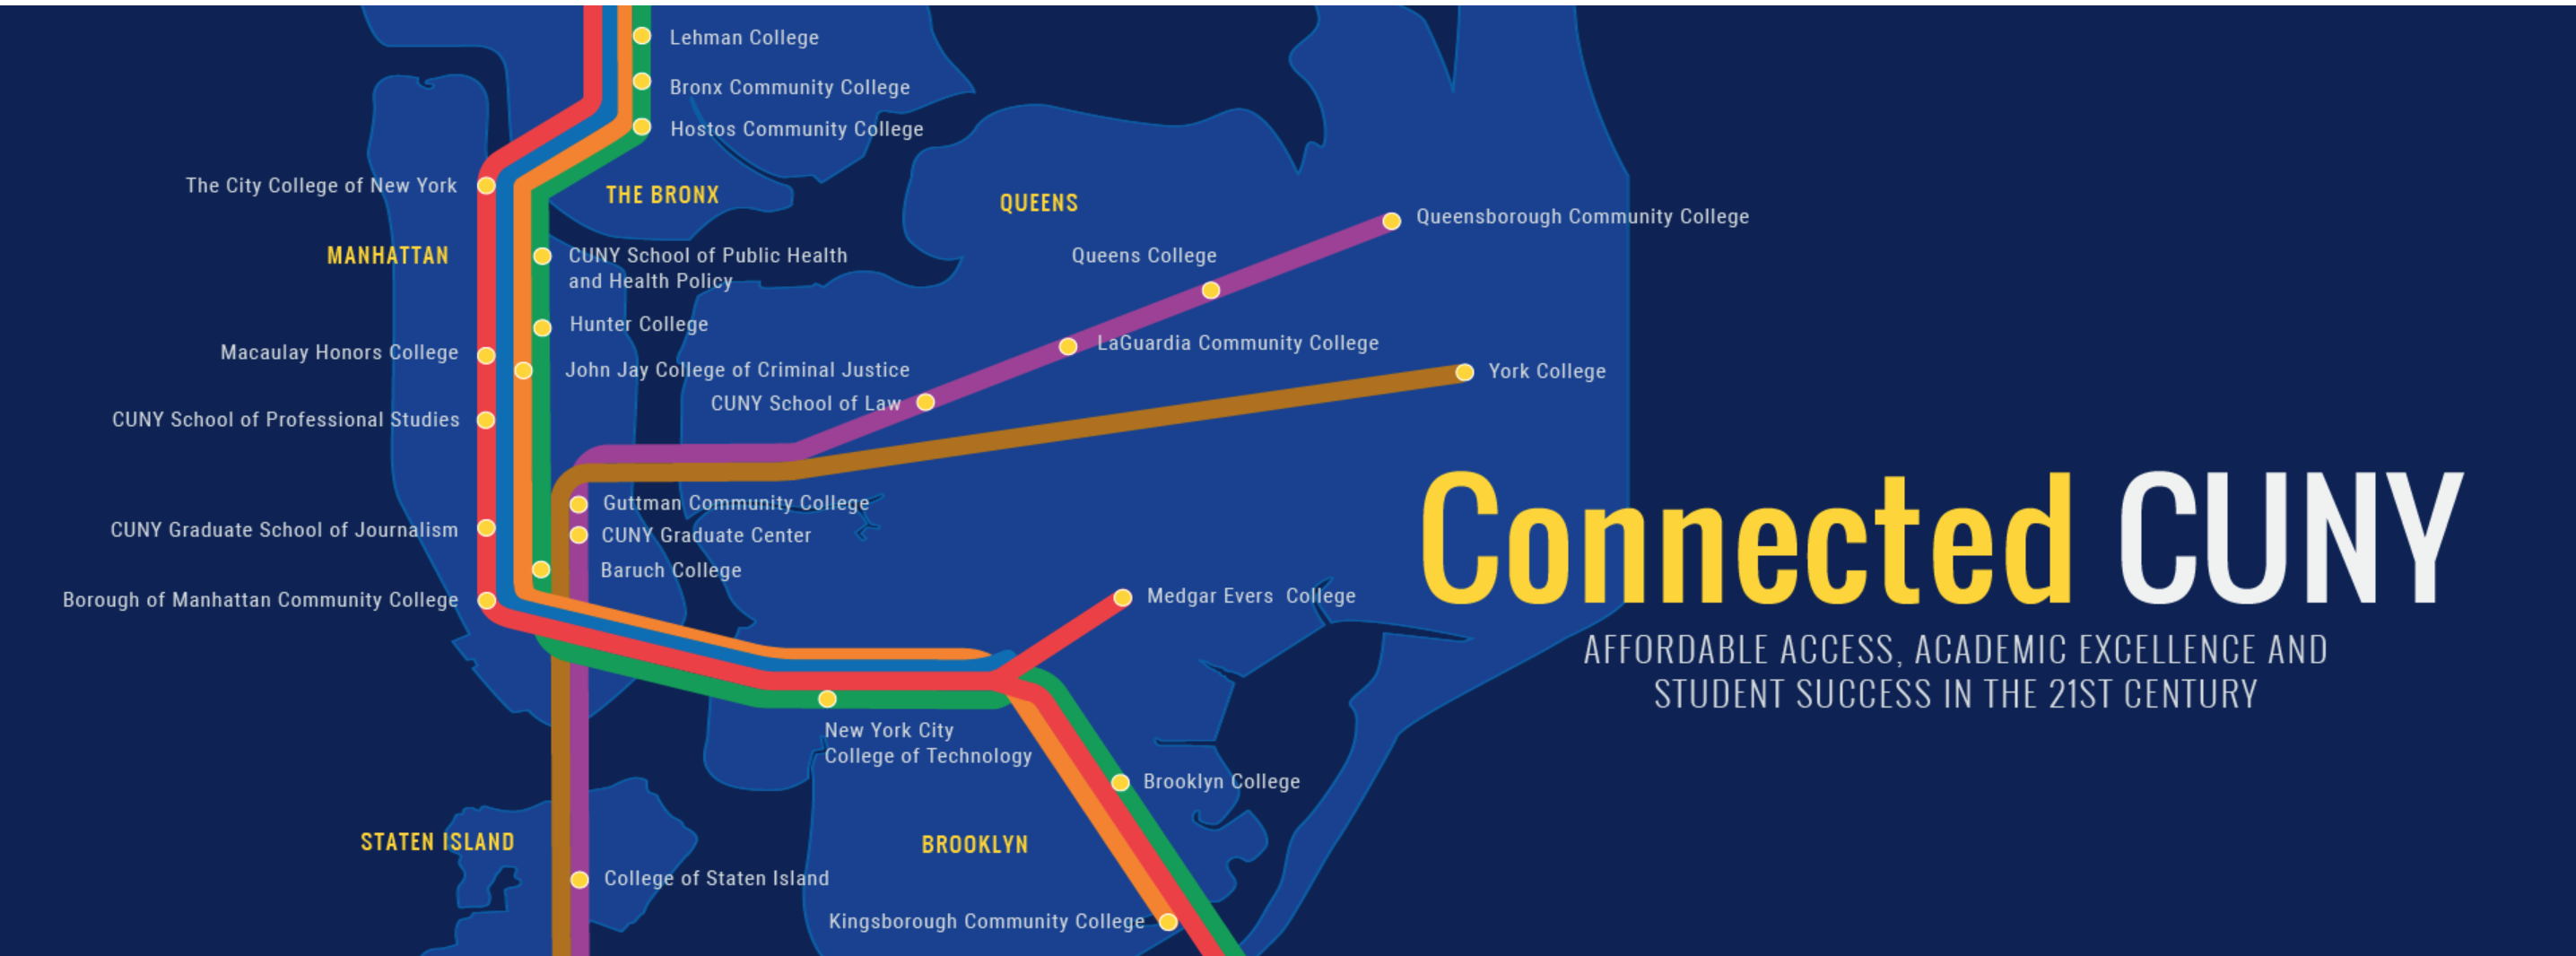 Lehman College
Bronx Community College
Hostos Community College
The City College of New York
THE BRONX
QUEENS
Queensborough Community College
MANHATTAN
CUNY School of Public Health
and Health Policy
Queens College
Hunter College
LaGuardia Community College
Macaulay Honors College
John Jay College of Criminal Justice
York College
CUNY School of Law
CUNY School of Professional Studies
Guttman Community College
CUNY Graduate School of Journalism
CUNY Graduate Center
Baruch College
Borough of Manhattan Community College
Medgar Evers College
Connected CUNY
AFFORDABLE ACCESS, ACADEMIC EXCELLENCE AND
STUDENT SUCCESS IN THE 21ST CENTURY
New York City
College of Technology
Brooklyn College
STATEN ISLAND
BROOKLYN
College of Staten Island
Kingsborough Community College